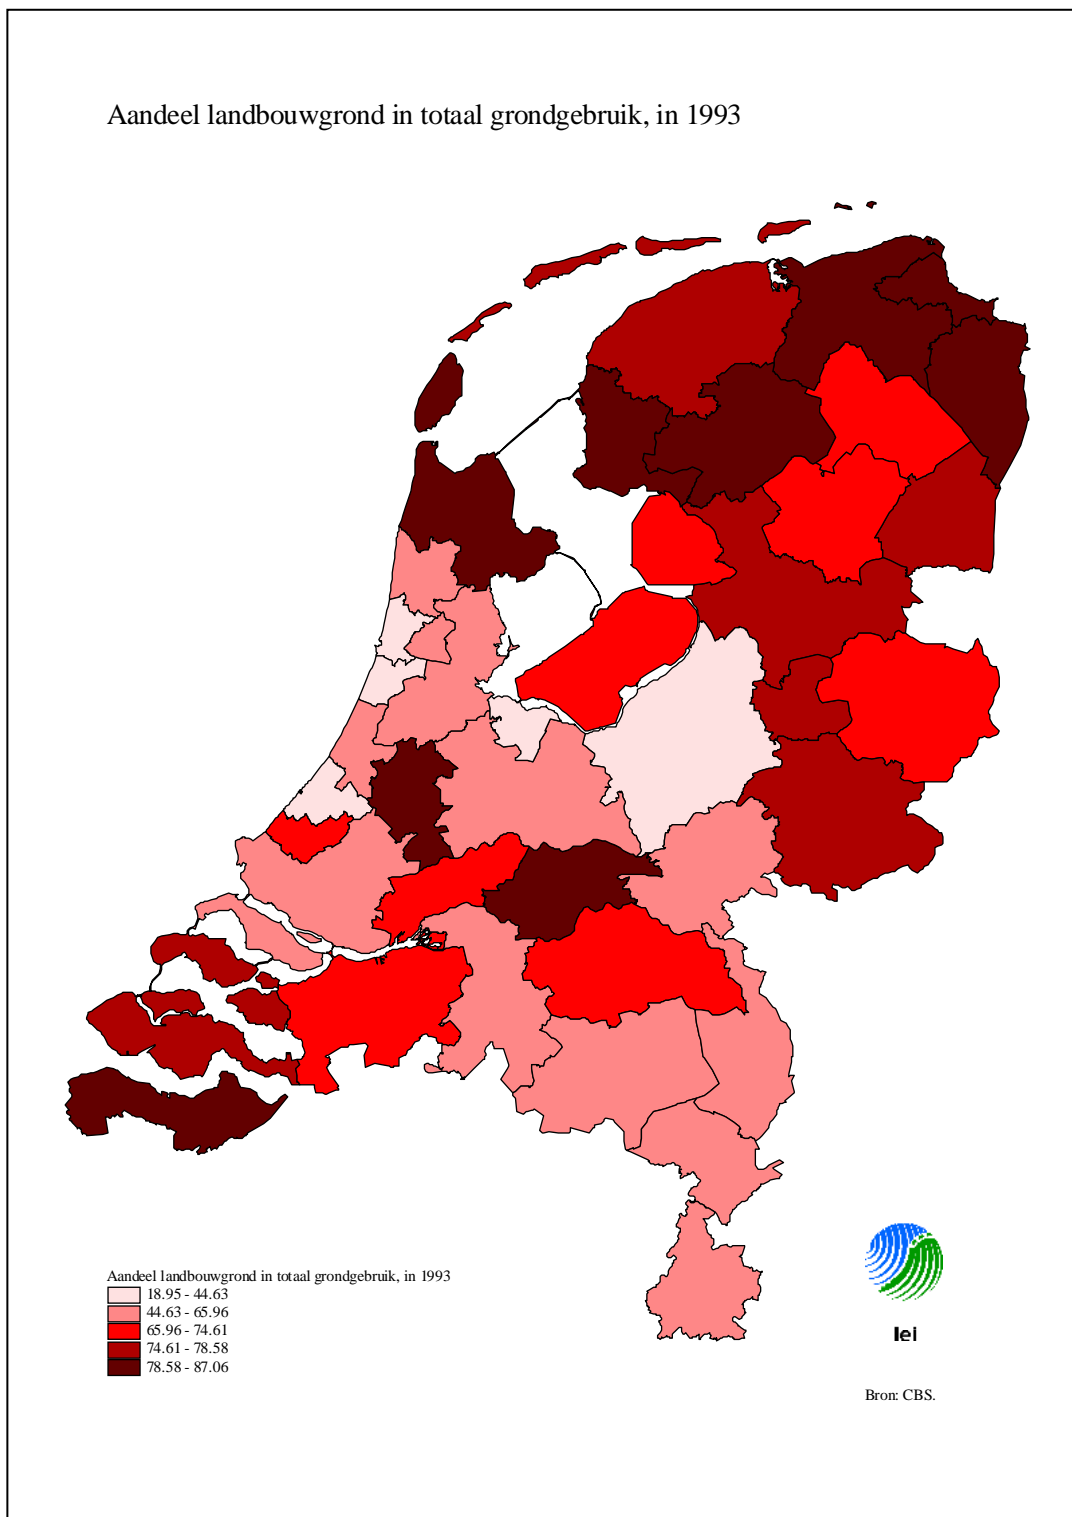 Aandeel landbouwgrond in totaal grondgebruik, in 1993
Aandeel landbouwgrond in totaal grondgebruik, in 1993
18.95 - 44.63
44.63 - 65.96
65.96 - 74.61
74.61 - 78.58
78.58 - 87.06
lei
Bron: CBS.